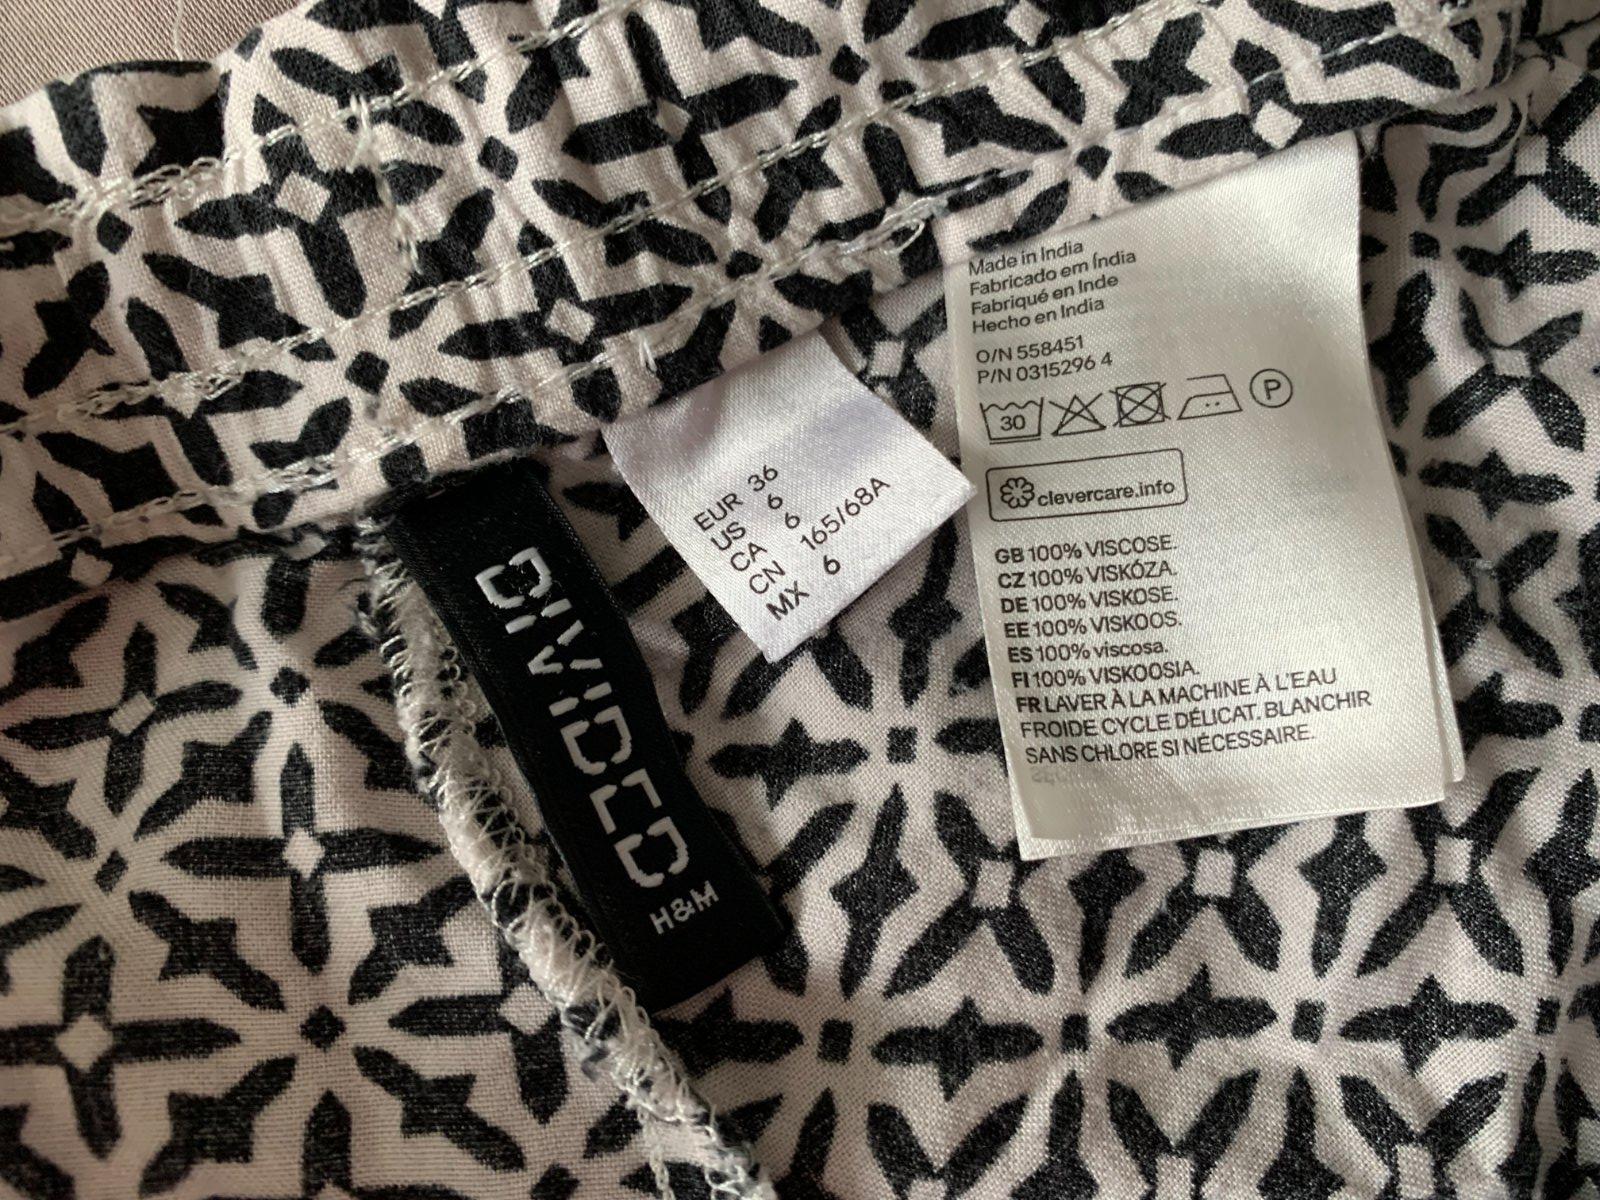 Made in India
Fabricado em Índia
Fabriqué en Inde
Hecho en India
O/N 558451
P/N 0315296 4
30
P
clevercare.info
GB 100% VISCOSE.
CZ 100% VISKÓZA.
DE 100% VISKOSE.
EE 100% VISKOOS.
ES 100% viscosa.
FI 100% VISKOOSIA.
FR LAVER À LA MACHINE À L'EAU
FROIDE CYCLE DÉLICAT. BLANCHIR
SANS CHLORE SI NÉCESSAIRE.
EUR 36
US 6
CA 6
CN 165/68A
MX 6
DIVIDED
H&M